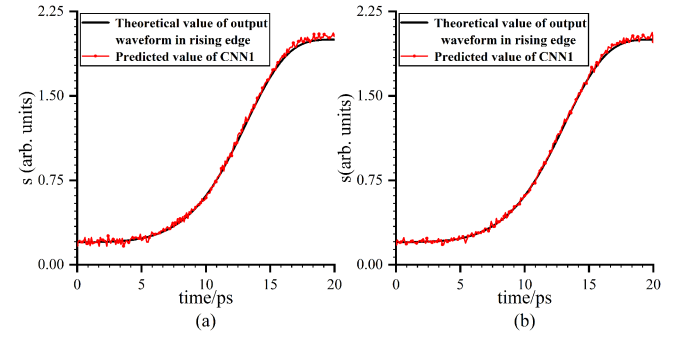 2.25
Theoretical value of output
waveform in rising edge
Predicted value of CNN1
1.50
s (arb. units)
0.75
0.00
0 5 10 15 20
time/ps
(a)
2.25
Theoretical value of output
waveform in rising edge
Predicted value of CNN1
1.50
s(arb. units)
0.75
0.00
0 5 10 15 20
time/ps
(b)